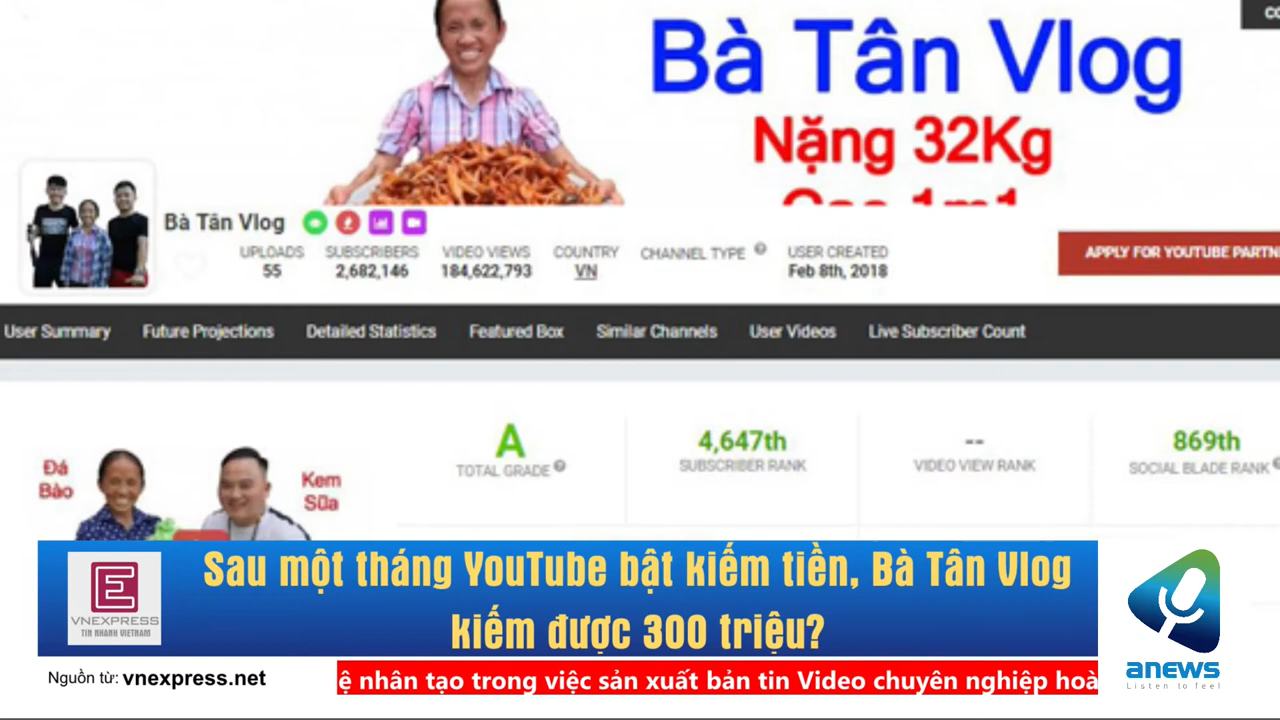 Bà Tân Vlog
Nặng 32Kg
Cao 1m1
Bà Tân Vlog
UPLOADS SUBSCRIBERS VIDEO VIEWS COUNTRY CHANNEL TYPE USER CREATED
55 2,682,146 184,622,793 VN Feb 8th, 2018
APPLY FOR YOUTUBE PARTN
User Summary Future Projections Detailed Statistics Featured Box Similar Channels User Videos Live Subscriber Count
Đá Bào
Kem Sữa
A 4,647th -- 869th
TOTAL GRADE SUBSCRIBER RANK VIDEO VIEW RANK SOCIAL BLADE RANK
E
VNEXPRESS
TIN NHANH VIETNAM
Sau một tháng YouTube bật kiếm tiền, Bà Tân Vlog
kiếm được 300 triệu?
anews
Listen to feel
Nguồn từ: vnexpress.net
ệ nhân tạo trong việc sản xuất bản tin Video chuyên nghiệp hoà